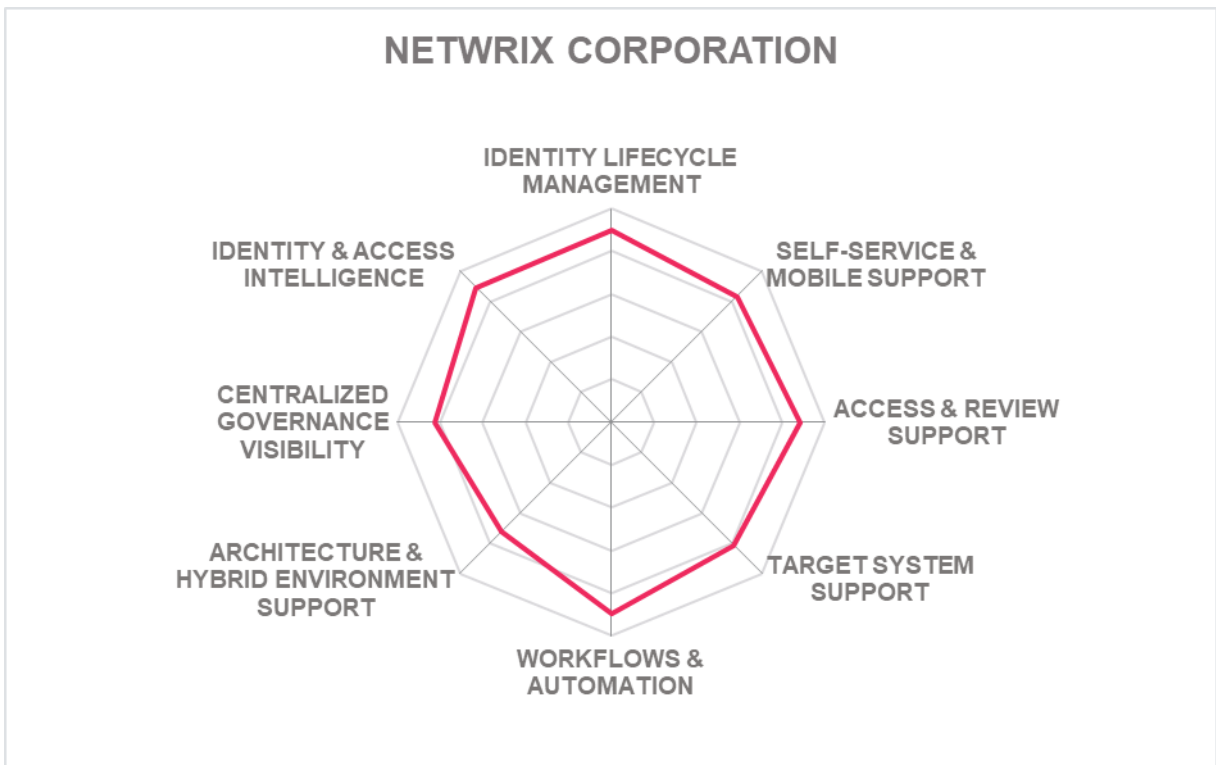 NETWRIX CORPORATION
IDENTITY LIFECYCLE
MANAGEMENT
SELF-SERVICE &
MOBILE SUPPORT
ACCESS & REVIEW
SUPPORT
TARGET SYSTEM
SUPPORT
WORKFLOWS &
AUTOMATION
ARCHITECTURE &
HYBRID ENVIRONMENT
SUPPORT
CENTRALIZED
GOVERNANCE
VISIBILITY
IDENTITY & ACCESS
INTELLIGENCE